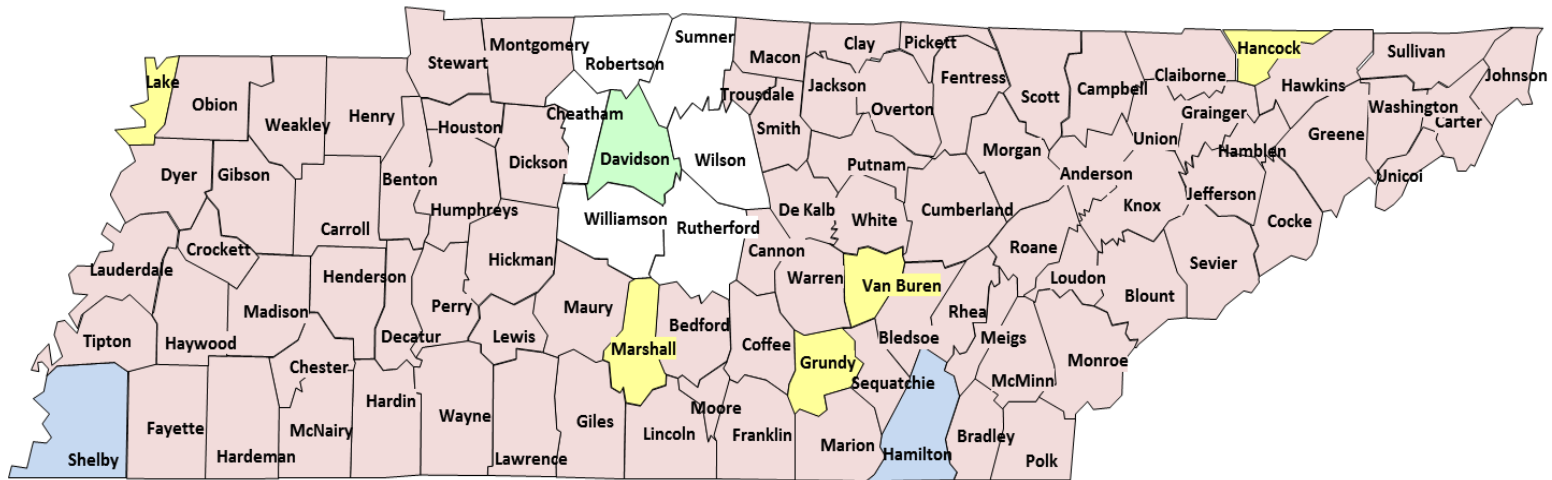 Lake
Obion
Weakley
Henry
Stewart
Montgomery
Robertson
Sumner
Macon
Clay
Pickett
Fentress
Scott
Campbell
Claiborne
Hancock
Hawkins
Sullivan
Johnson
Washington
Carter
Unicoi
Greene
Hamblen
Grainger
Union
Jackson
Overton
Trousdale
Smith
Cheatham
Davidson
Wilson
Houston
Dickson
Dyer
Gibson
Benton
Humphreys
Carroll
Crockett
Lauderdale
Henderson
Madison
Tipton
Haywood
Decatur
Perry
Hickman
Lewis
Williamson
Rutherford
Maury
Marshall
Bedford
Cannon
De Kalb
White
Putnam
Cumberland
Morgan
Anderson
Knox
Jefferson
Cocke
Sevier
Roane
Loudon
Blount
Warren
Van Buren
Rhea
Meigs
Bledsoe
Monroe
McMinn
Sequatchie
Grundy
Coffee
Moore
Lincoln
Franklin
Marion
Hamilton
Bradley
Polk
Giles
Lawrence
Wayne
Hardin
Chester
McNairy
Hardeman
Fayette
Shelby